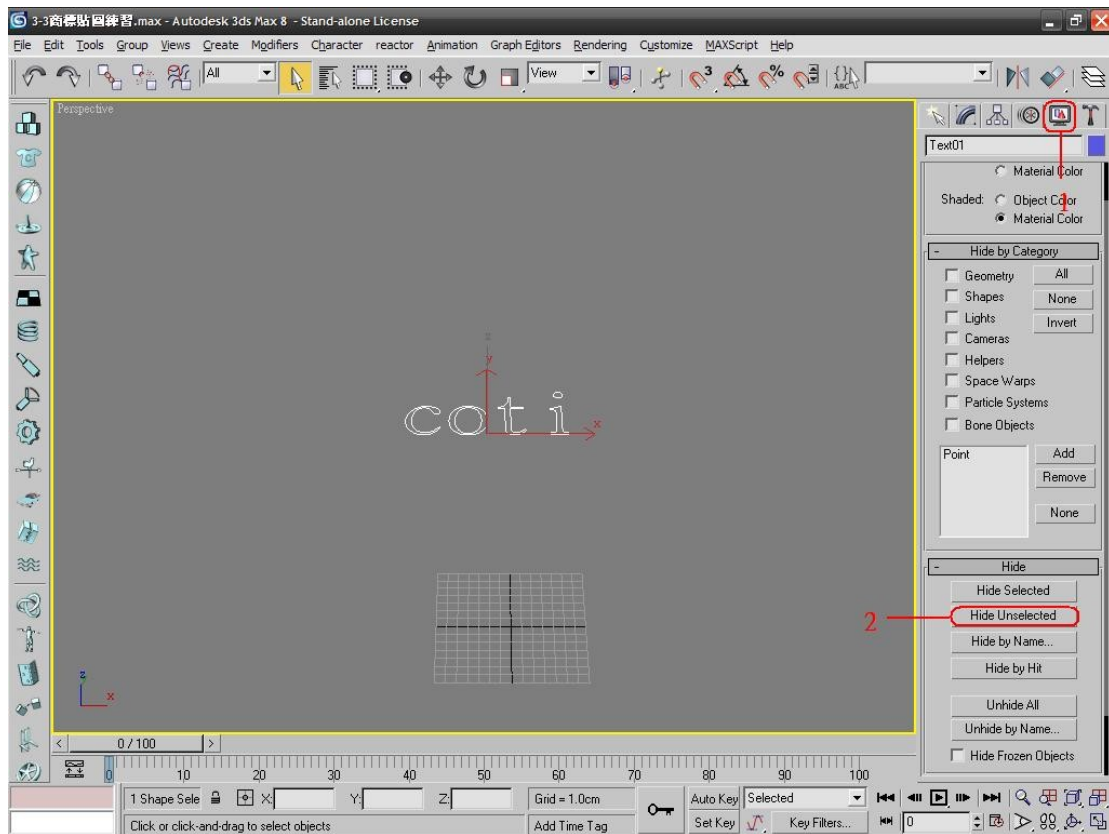 3-3商標貼圖練習.max - Autodesk 3ds Max 8 - Stand-alone License
File Edit Tools Group Views Create Modifiers Character reactor Animation Graph Editors Rendering Customize MAXScript Help
All
View
Perspective
Text01
Material Color
Shaded: Object Color
Material Color
1
- Hide by Category
Geometry All
Shapes None
Lights Invert
Cameras
Helpers
Space Warps
Particle Systems
Bone Objects
Point Add
Remove
None
z
y
coti x
- Hide
Hide Selected
2 Hide Unselected
Hide by Name...
Hide by Hit
Unhide All
Unhide by Name...
Hide Frozen Objects
z
x
< 0 / 100 >
0 10 20 30 40 50 60 70 80 90 100
1 Shape Sele X: Y: Z: Grid = 1.0cm Auto Key Selected
Click or click-and-drag to select objects Add Time Tag Set Key Key Filters... 0